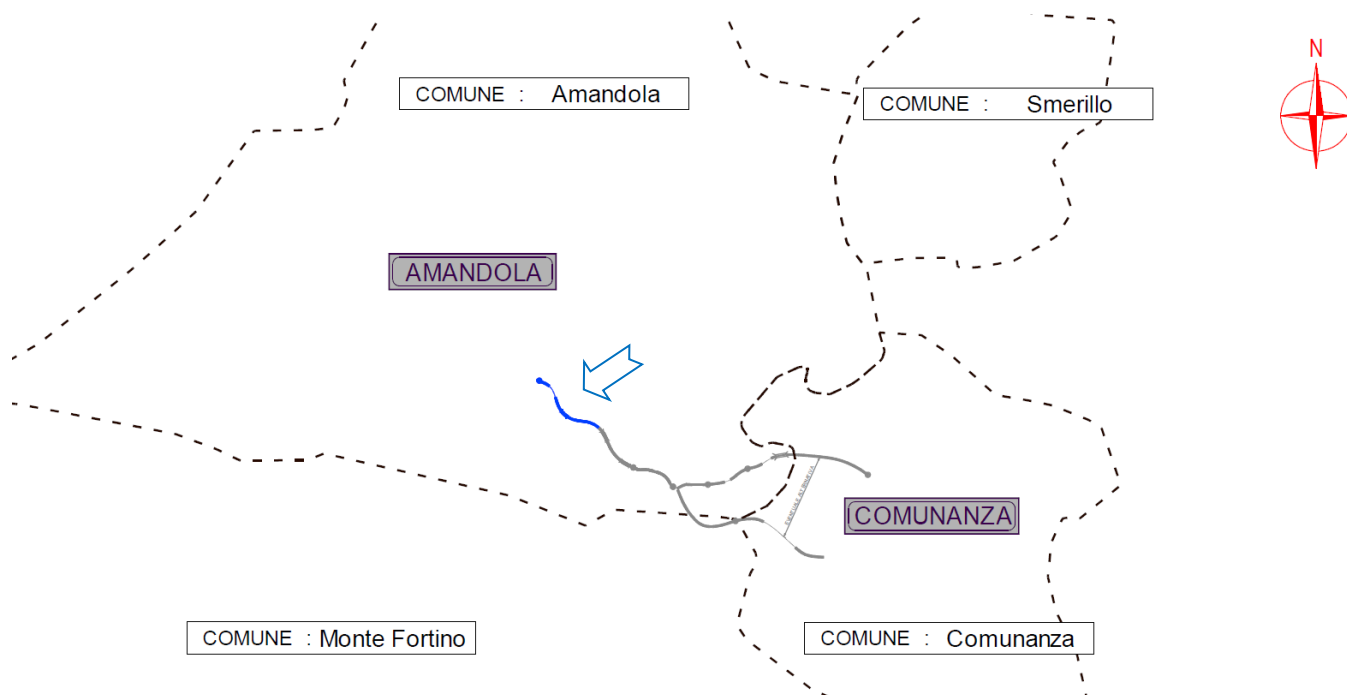 N
COMUNE : Amandola
COMUNE : Smerillo
AMANDOLA
COMUNANZA
COMUNE : Monte Fortino
COMUNE : Comunanza